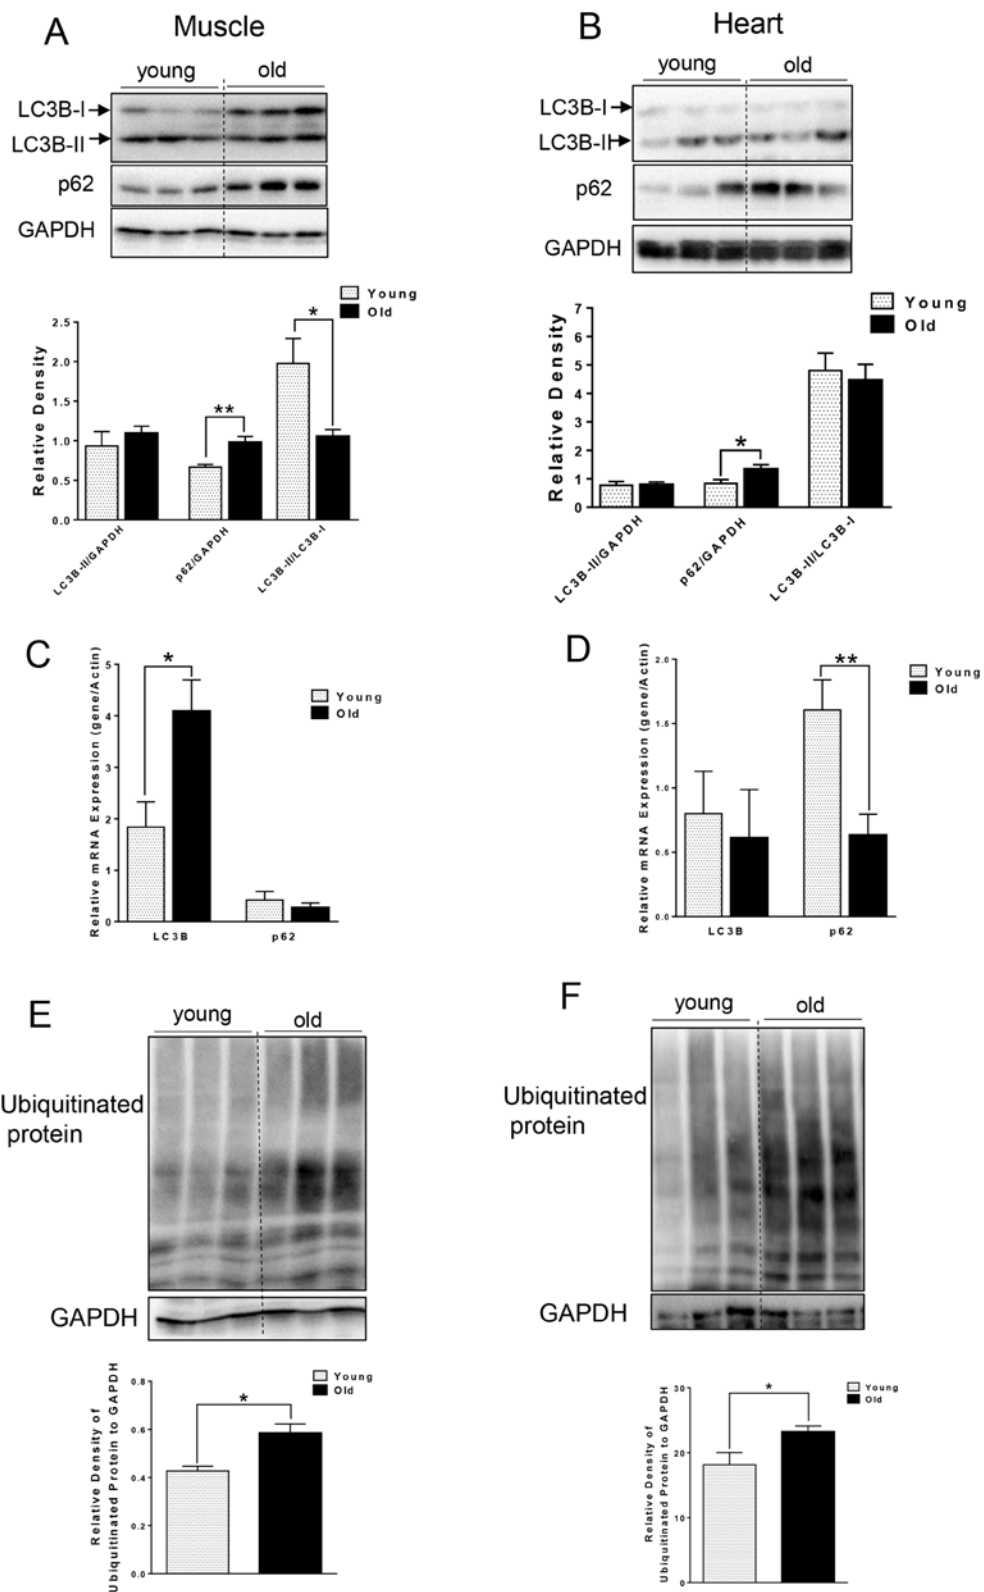 A
Muscle
young
old
LC3B-I
LC3B-II
p62
GAPDH
Young
Old
Relative Density
2.5
2.0
1.5
1.0
0.5
0.0
*
**
LC3B-II/GAPDH
p62/GAPDH
LC3B-II/LC3B-I
B
Heart
young
old
LC3B-I
LC3B-II
p62
GAPDH
Young
Old
Relative Density
7
6
5
4
3
2
1
0
*
LC3B-II/GAPDH
p62/GAPDH
LC3B-II/LC3B-I
C
Relative mRNA Expression (gene/Actin)
5
4
3
2
1
0
*
Young
Old
LC3B
p62
D
Relative mRNA Expression (gene/Actin)
2.0
1.5
1.0
0.5
0.0
**
Young
Old
LC3B
p62
E
young
old
Ubiquitinated
protein
GAPDH
Relative Density of
Ubiquitinated Protein to GAPDH
0.8
0.6
0.4
0.2
0.0
*
Young
Old
F
young
old
Ubiquitinated
protein
GAPDH
Relative Density of
Ubiquitinated Protein to GAPDH
30
20
10
0
*
Young
Old